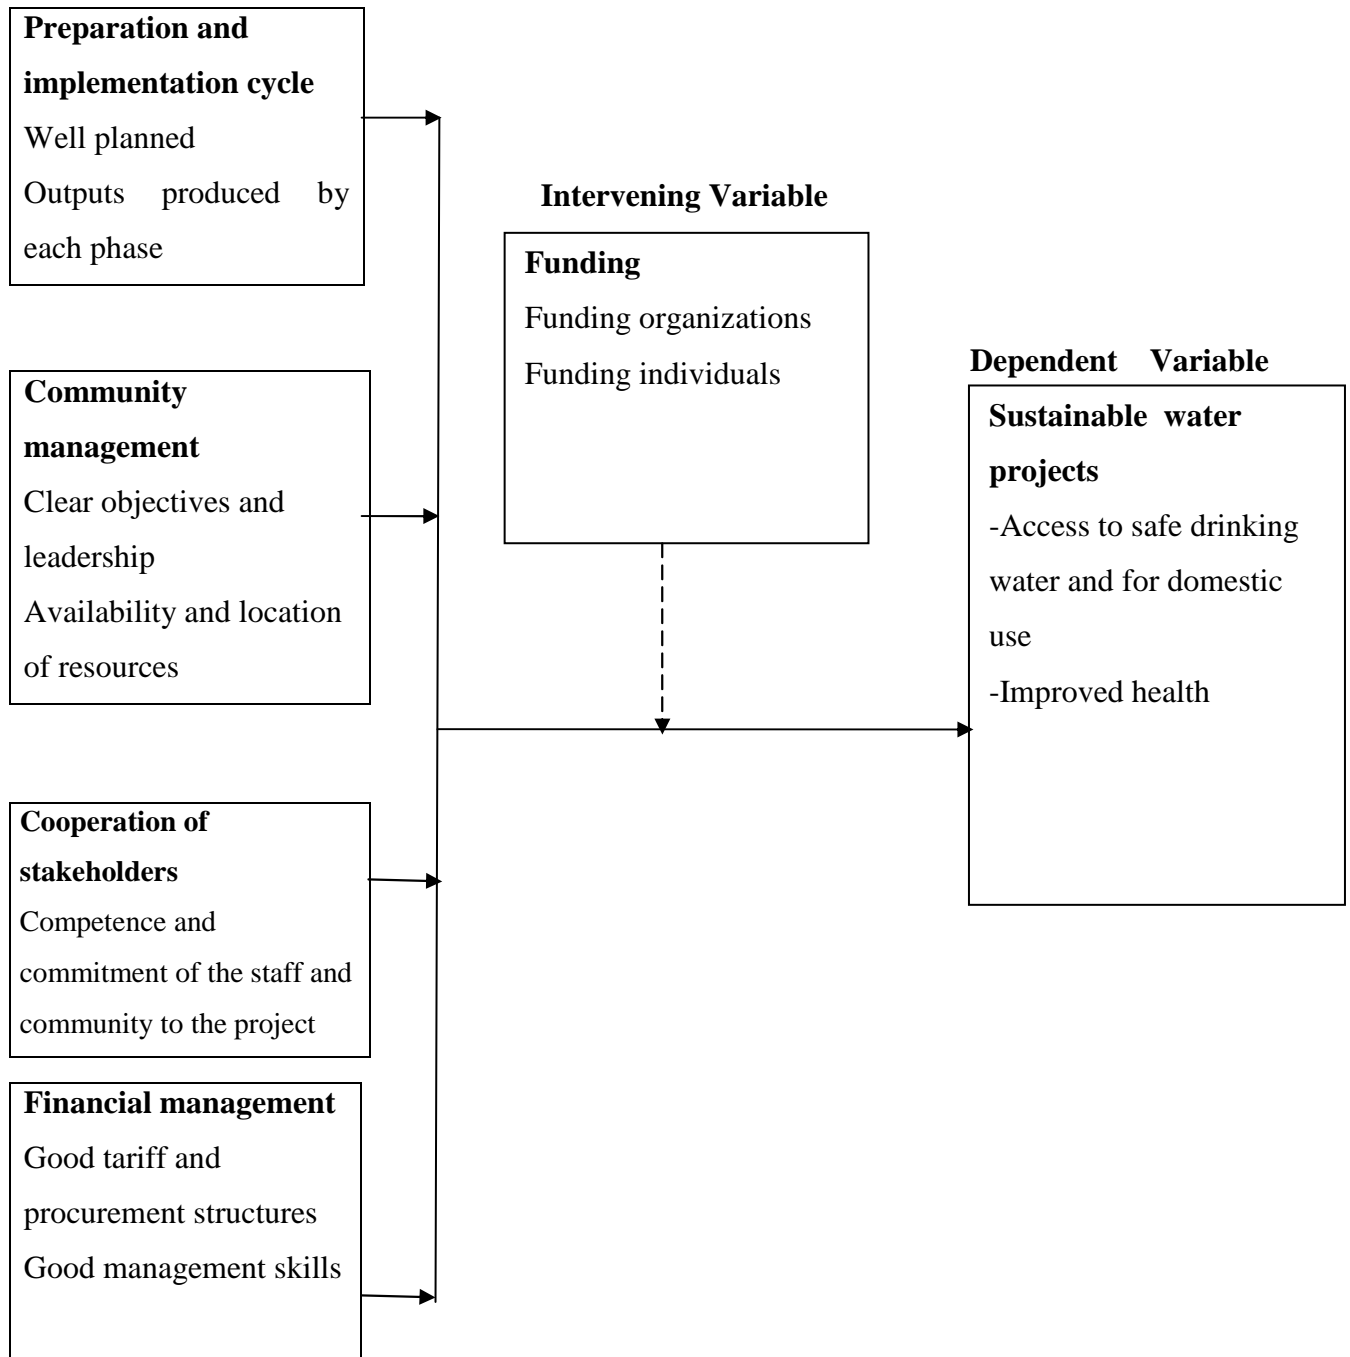 Preparation and
implementation cycle
Well planned
Outputs produced by
each phase
Community
management
Clear objectives and
leadership
Availability and location
of resources
Cooperation of
stakeholders
Competence and
commitment of the staff and
community to the project
Financial management
Good tariff and
procurement structures
Good management skills
Intervening Variable
Funding
Funding organizations
Funding individuals
Dependent Variable
Sustainable water
projects
-Access to safe drinking
water and for domestic
use
-Improved health